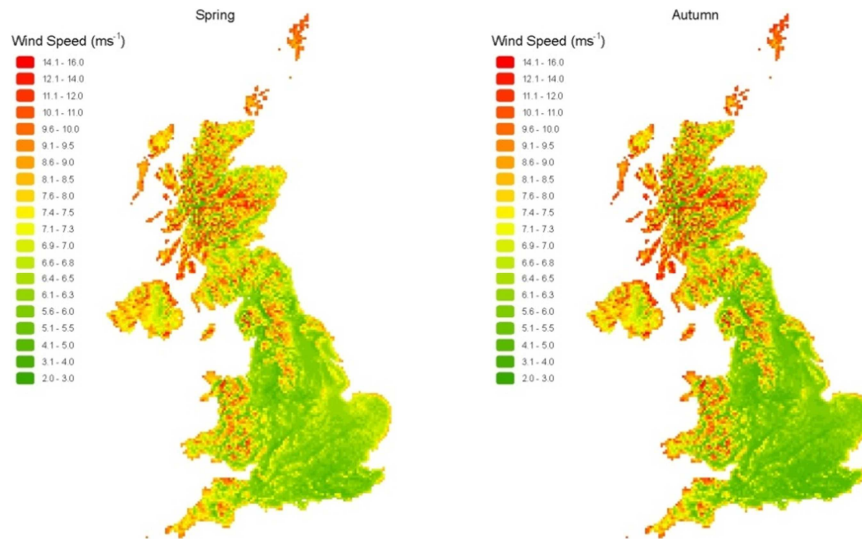 Spring
Wind Speed (ms⁻¹)
14.1 - 16.0
12.1 - 14.0
11.1 - 12.0
10.1 - 11.0
9.6 - 10.0
9.1 - 9.5
8.6 - 9.0
8.1 - 8.5
7.6 - 8.0
7.4 - 7.5
7.1 - 7.3
6.9 - 7.0
6.6 - 6.8
6.4 - 6.5
6.1 - 6.3
5.6 - 6.0
5.1 - 5.5
4.1 - 5.0
3.1 - 4.0
2.0 - 3.0
Autumn
Wind Speed (ms⁻¹)
14.1 - 16.0
12.1 - 14.0
11.1 - 12.0
10.1 - 11.0
9.6 - 10.0
9.1 - 9.5
8.6 - 9.0
8.1 - 8.5
7.6 - 8.0
7.4 - 7.5
7.1 - 7.3
6.9 - 7.0
6.6 - 6.8
6.4 - 6.5
6.1 - 6.3
5.6 - 6.0
5.1 - 5.5
4.1 - 5.0
3.1 - 4.0
2.0 - 3.0